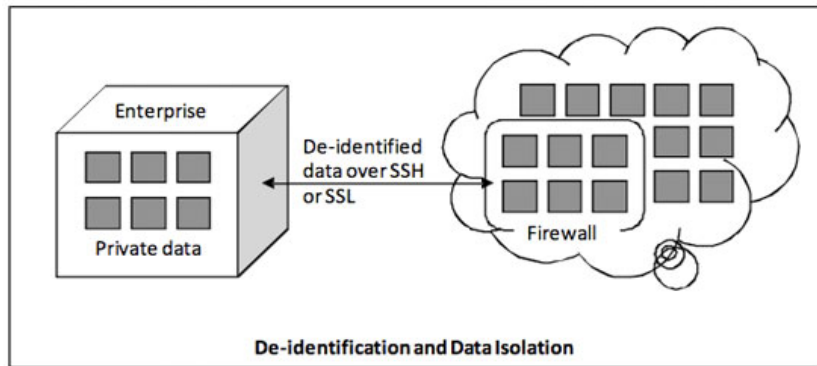 Enterprise
Private data
De-identified
data over SSH
or SSL
Firewall
De-identification and Data Isolation